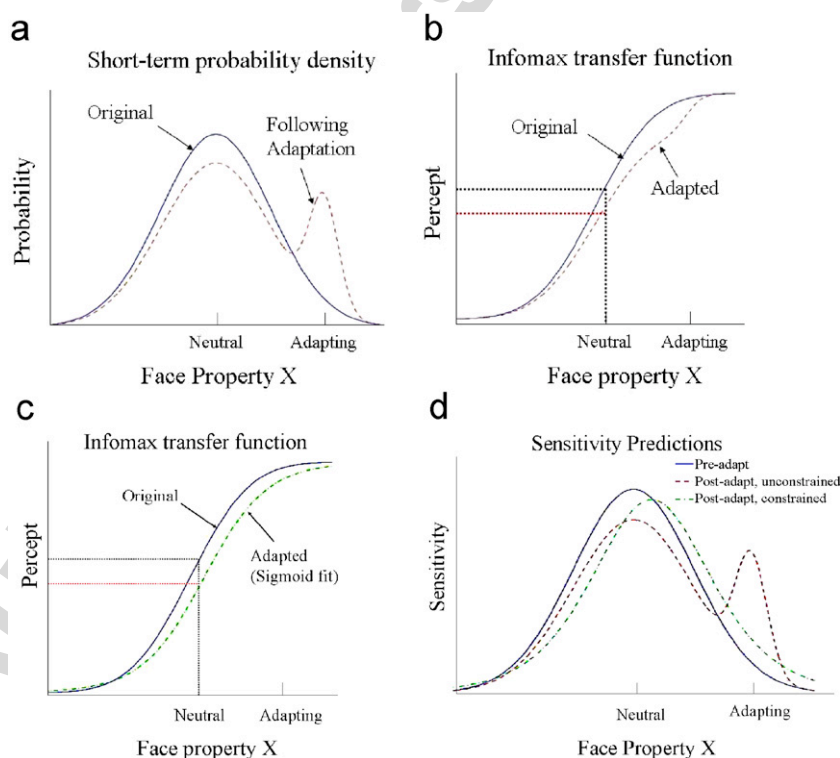 a
Short-term probability density
Original
Following
Adaptation
Probability
Neutral
Adapting
Face Property X
b
Infomax transfer function
Original
Adapted
Percept
Neutral
Adapting
Face property X
c
Infomax transfer function
Original
Adapted
(Sigmoid fit)
Percept
Neutral
Adapting
Face property X
d
Sensitivity Predictions
Pre-adapt
Post-adapt, unconstrained
Post-adapt, constrained
Sensitivity
Neutral
Adapting
Face property X